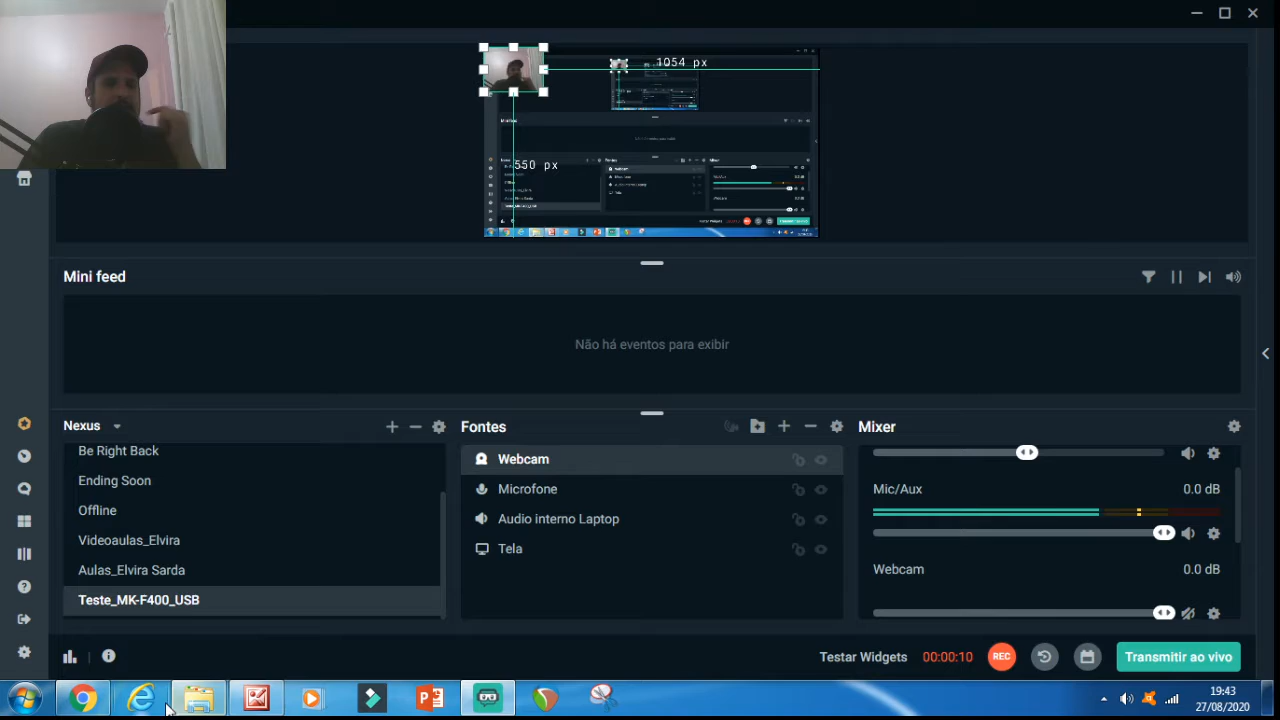 1054 px
550 px
Mini feed
Não há eventos para exibir
Nexus
Be Right Back
Ending Soon
Offline
Videoaulas_Elvira
Aulas_Elvira Sarda
Teste_MK-F400_USB
Fontes
Webcam
Microfone
Audio interno Laptop
Tela
Mixer
Mic/Aux 0.0 dB
Webcam 0.0 dB
Testar Widgets 00:00:10 REC Transmitir ao vivo
19:43
27/08/2020